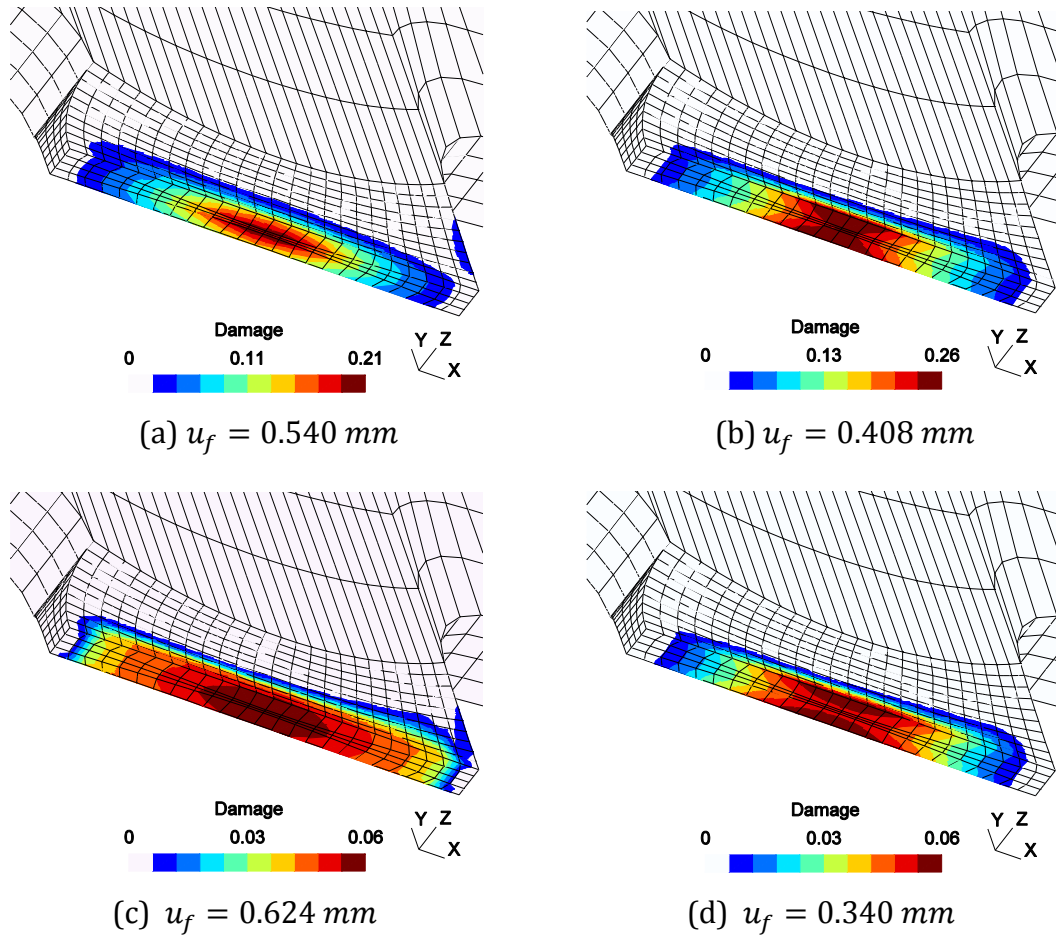 Damage
0 0.11 0.21
Y Z
X
(a) u_f = 0.540 mm
Damage
0 0.13 0.26
Y Z
X
(b) u_f = 0.408 mm
Damage
0 0.03 0.06
Y Z
X
(c) u_f = 0.624 mm
Damage
0 0.03 0.06
Y Z
X
(d) u_f = 0.340 mm